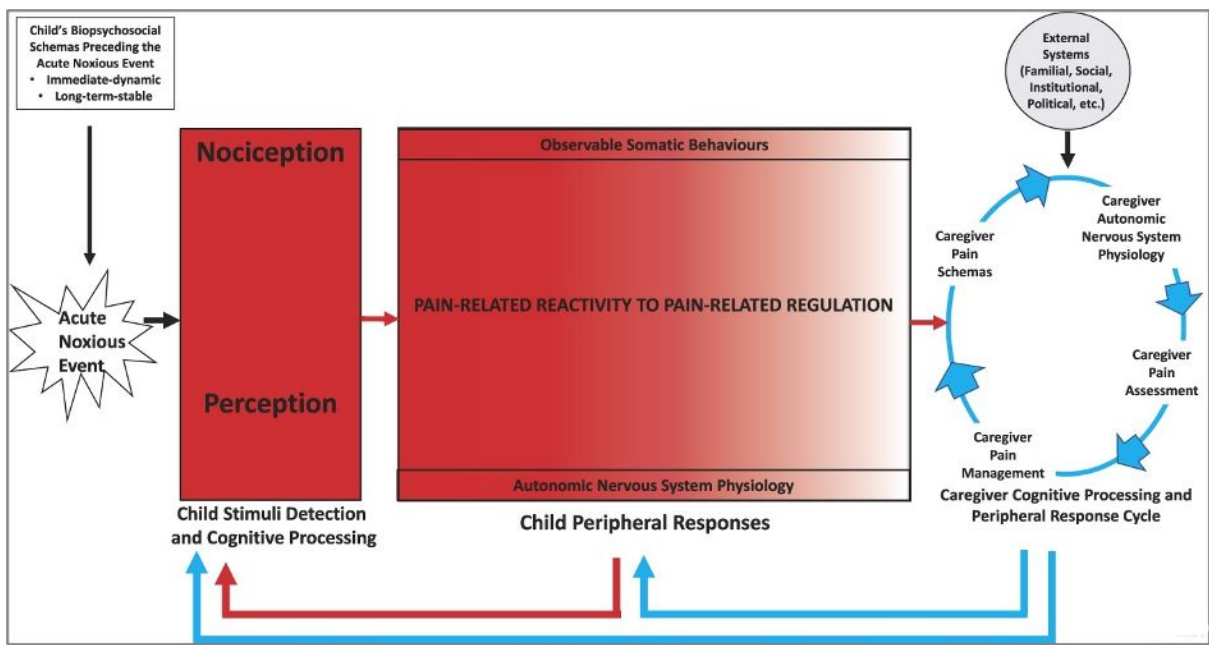 Child's Biopsychosocial
Schemas Preceding the
Acute Noxious Event
• Immediate-dynamic
• Long-term-stable
Acute
Noxious
Event
Nociception
Perception
Child Stimuli Detection
and Cognitive Processing
Observable Somatic Behaviours
PAIN-RELATED REACTIVITY TO PAIN-RELATED REGULATION
Autonomic Nervous System Physiology
Child Peripheral Responses
External
Systems
(Familial, Social,
Institutional,
Political, etc.)
Caregiver
Pain
Schemas
Caregiver
Autonomic
Nervous System
Physiology
Caregiver
Pain
Assessment
Caregiver
Pain
Management
Caregiver Cognitive Processing and
Peripheral Response Cycle